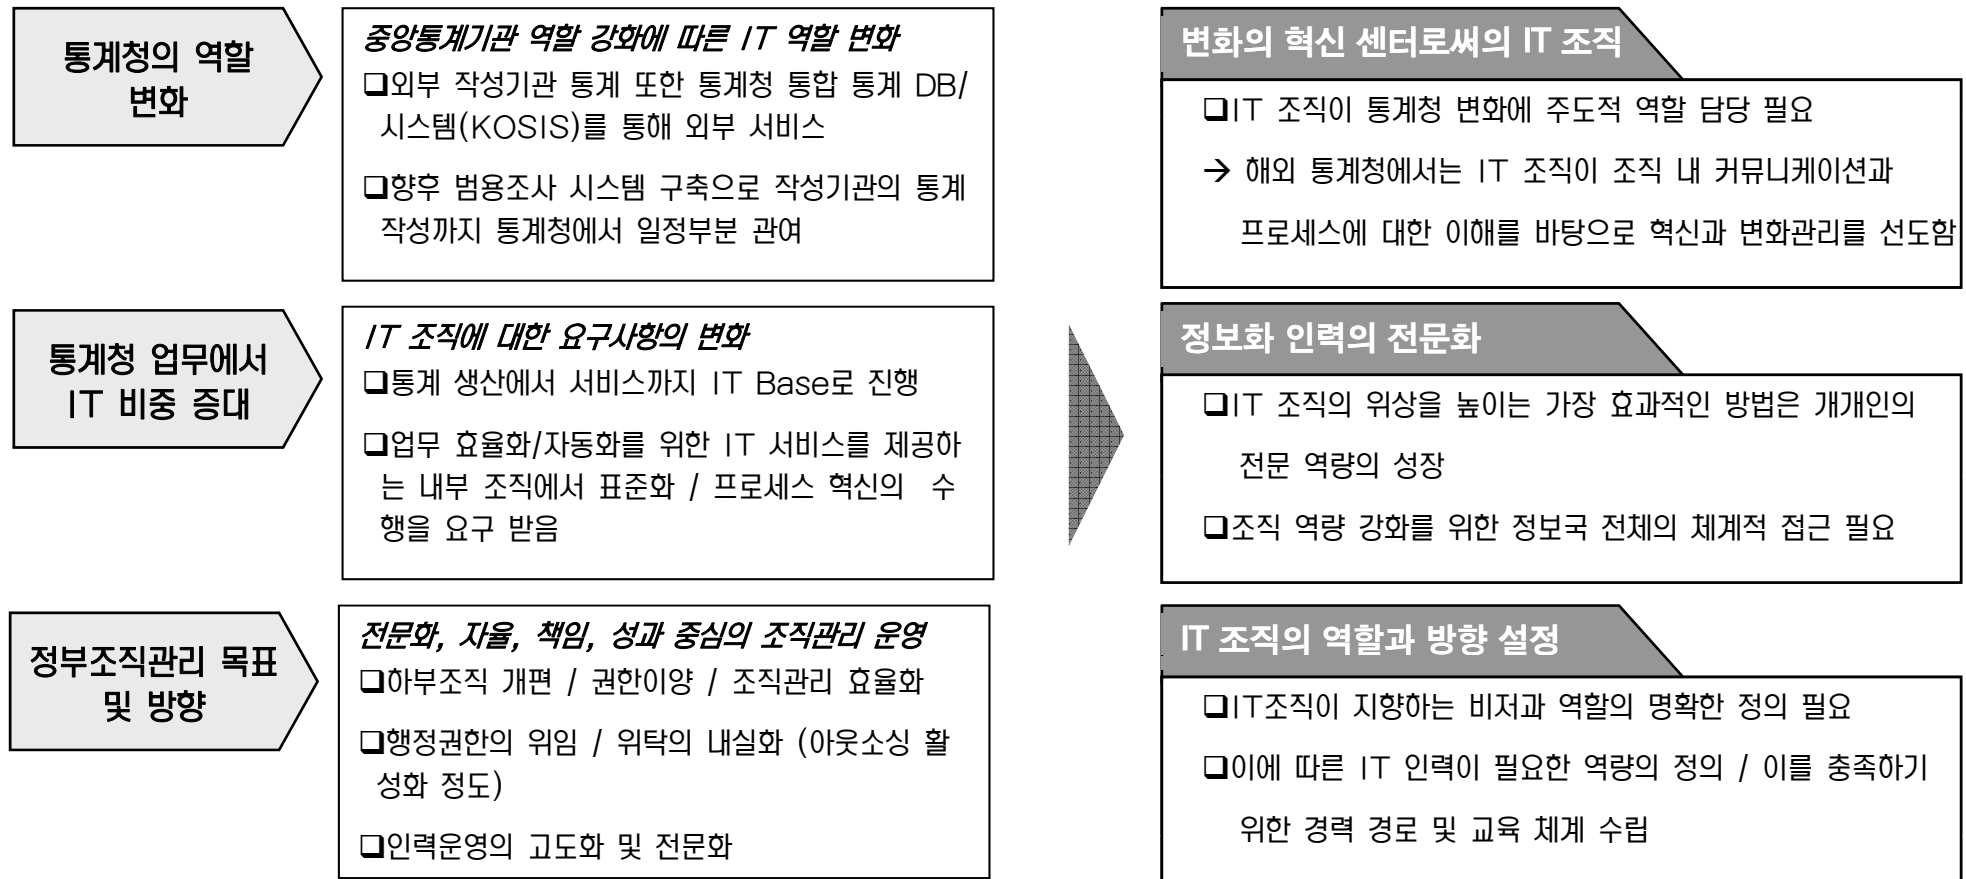 통계청의 역할
변화
중앙통계기관 역할 강화에 따른 IT 역할 변화
❑외부 작성기관 통계 또한 통계청 통합 통계 DB/
시스템(KOSIS)를 통해 외부 서비스
❑향후 범용조사 시스템 구축으로 작성기관의 통계
작성까지 통계청에서 일정부분 관여
통계청 업무에서
IT 비중 증대
IT 조직에 대한 요구사항의 변화
❑통계 생산에서 서비스까지 IT Base로 진행
❑업무 효율화/자동화를 위한 IT 서비스를 제공하
는 내부 조직에서 표준화 / 프로세스 혁신의 수
행을 요구 받음
정부조직관리 목표
및 방향
전문화, 자율, 책임, 성과 중심의 조직관리 운영
❑하부조직 개편 / 권한이양 / 조직관리 효율화
❑행정권한의 위임 / 위탁의 내실화 (아웃소싱 활
성화 정도)
❑인력운영의 고도화 및 전문화
변화의 혁신 센터로써의 IT 조직
❑IT 조직이 통계청 변화에 주도적 역할 담당 필요
→ 해외 통계청에서는 IT 조직이 조직 내 커뮤니케이션과
프로세스에 대한 이해를 바탕으로 혁신과 변화관리를 선도함
정보화 인력의 전문화
❑IT 조직의 위상을 높이는 가장 효과적인 방법은 개개인의
전문 역량의 성장
❑조직 역량 강화를 위한 정보국 전체의 체계적 접근 필요
IT 조직의 역할과 방향 설정
❑IT조직이 지향하는 비저과 역할의 명확한 정의 필요
❑이에 따른 IT 인력이 필요한 역량의 정의 / 이를 충족하기
위한 경력 경로 및 교육 체계 수립